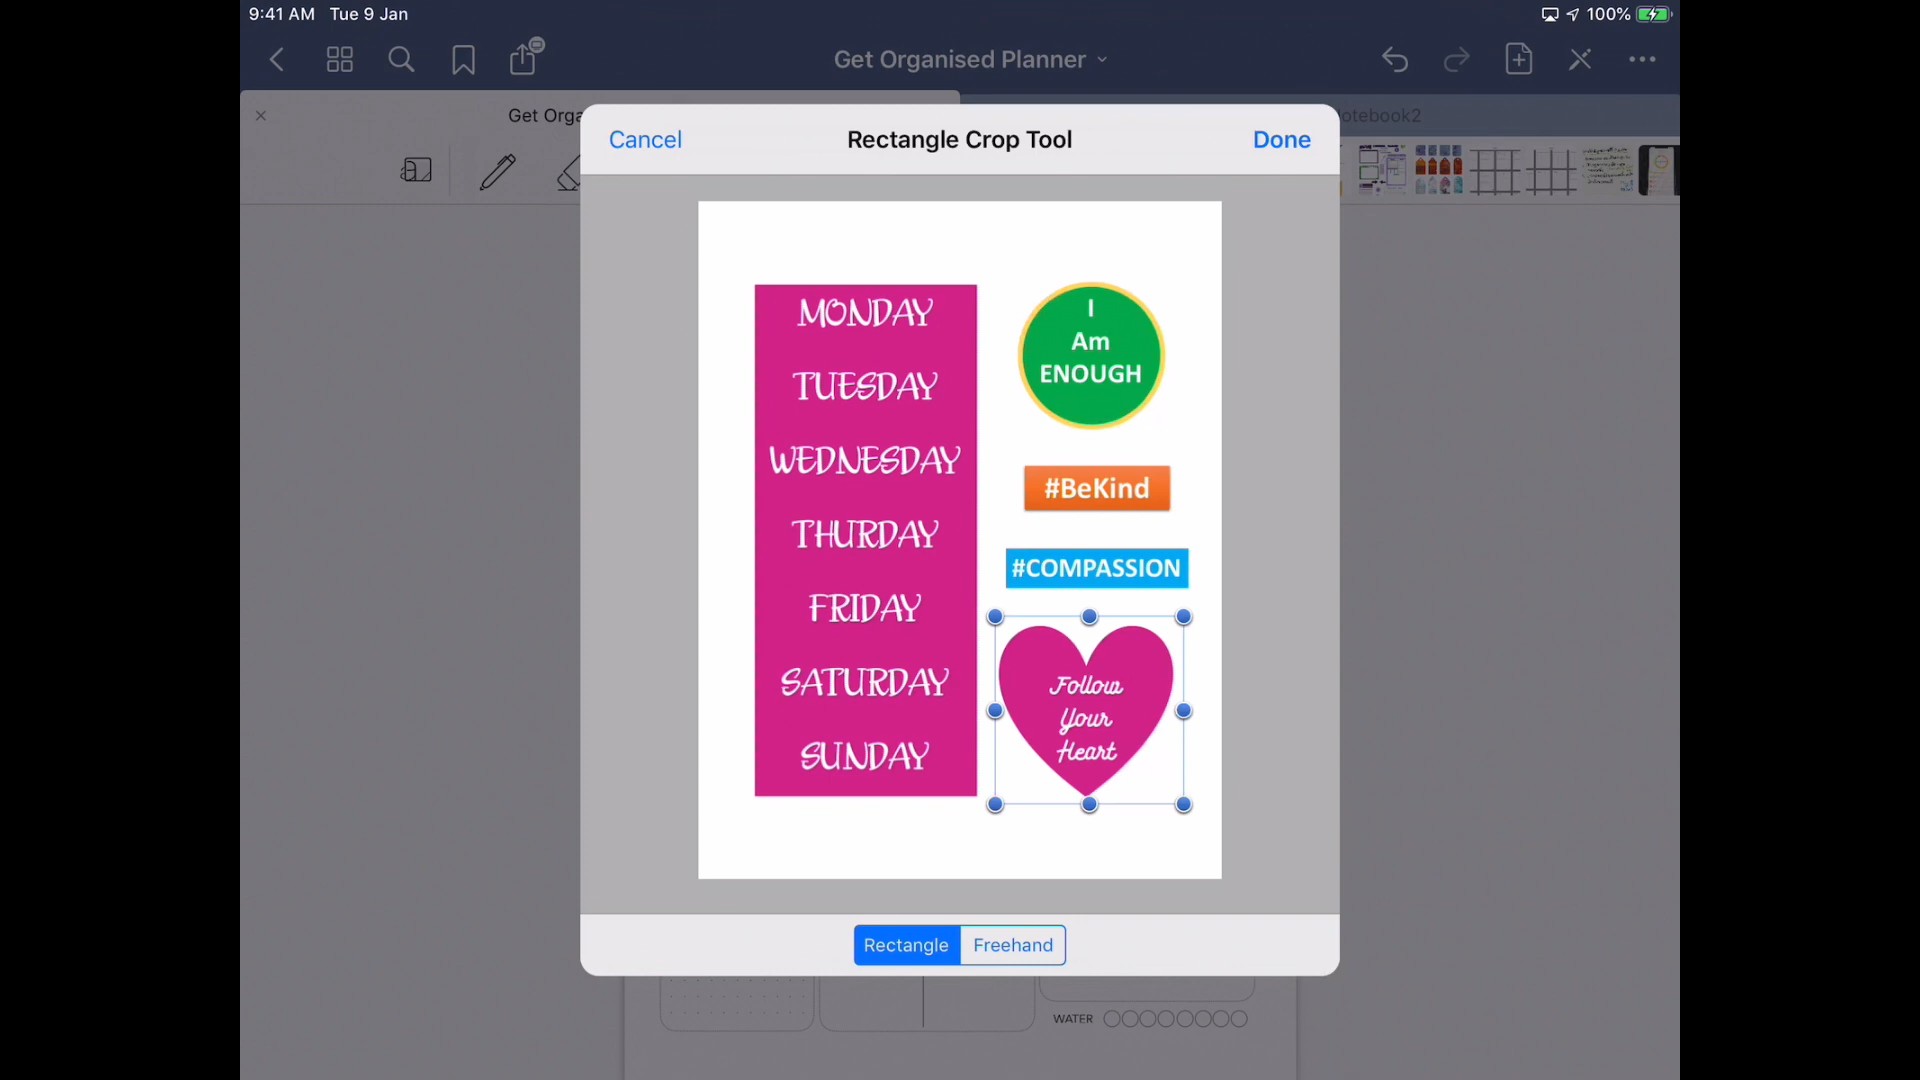 9:41 AM Tue 9 Jan 100%
Get Organised Planner
Get Orga
otebook2
Cancel Rectangle Crop Tool Done
MONDAY
TUESDAY
WEDNESDAY
THURDAY
FRIDAY
SATURDAY
SUNDAY
I
Am
ENOUGH
#BeKind
#COMPASSION
Follow
Your
Heart
Rectangle Freehand
WATER